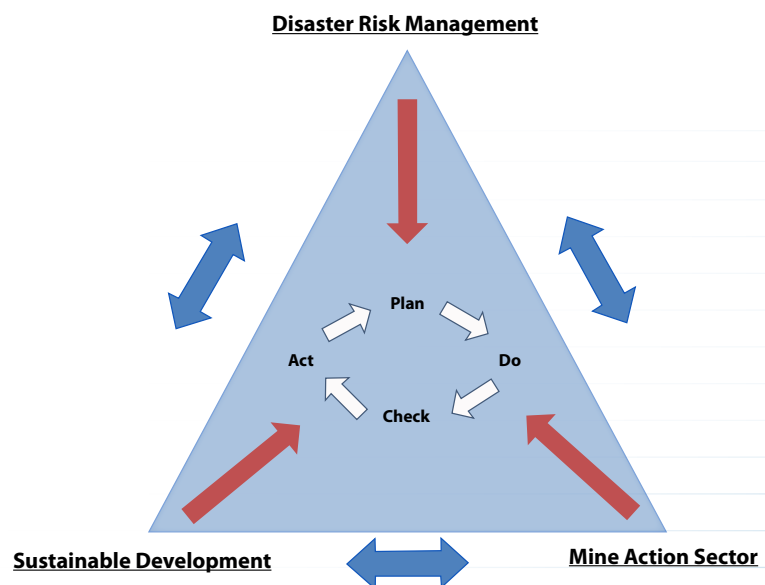 Disaster Risk Management
Plan
Act
Do
Check
Sustainable Development
Mine Action Sector